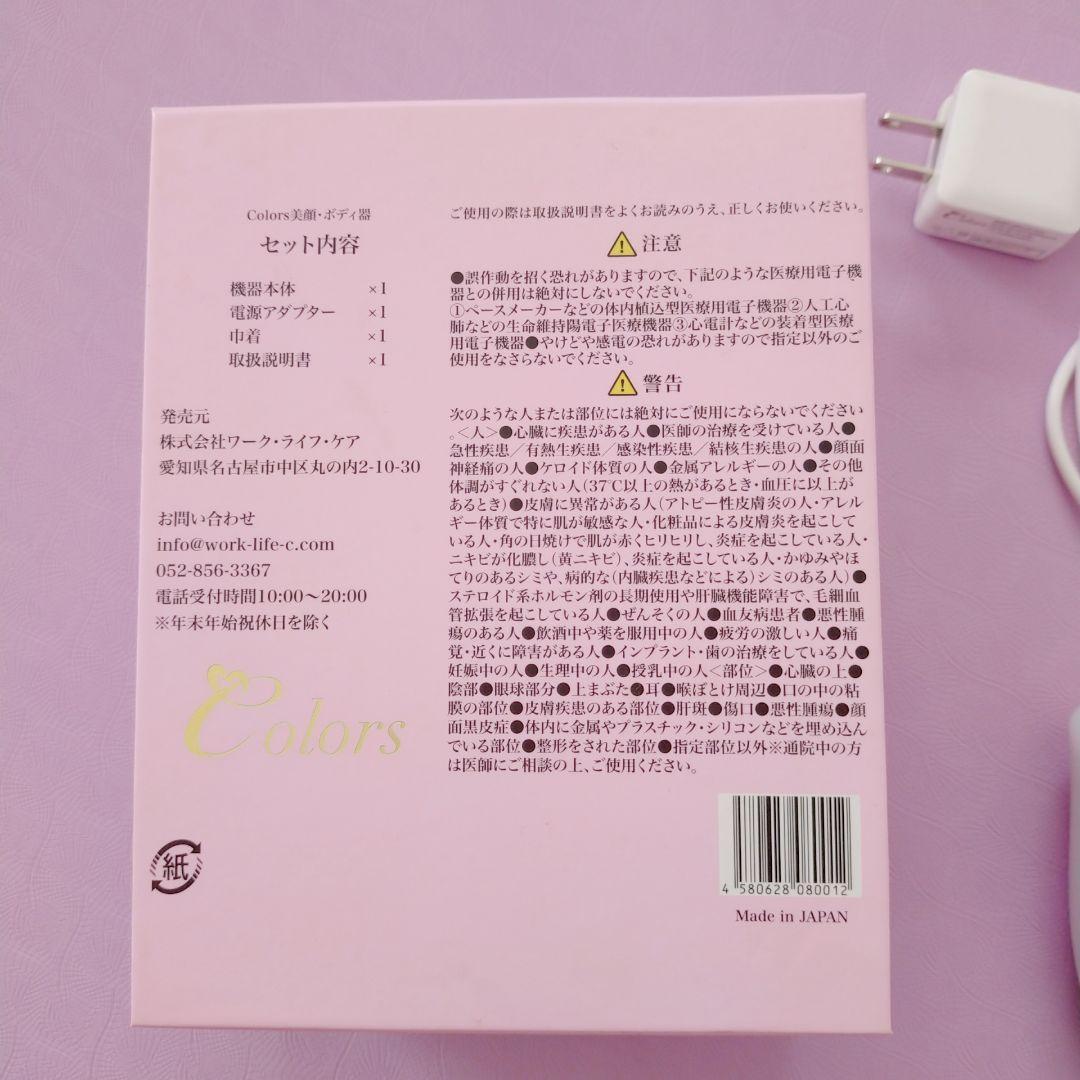 Colors美顔・ボディ器
セット内容
機器本体 ×1
電源アダプター ×1
巾着 ×1
取扱説明書 ×1
発売元
株式会社ワーク・ライフ・ケア
愛知県名古屋市中区丸の内2-10-30
お問い合わせ
info@work-life-c.com
052-856-3367
電話受付時間10:00〜20:00
※年末年始祝休日を除く
Colors
紙
ご使用の際は取扱説明書をよくお読みのうえ、正しくお使いください。
注意
●誤作動を招く恐れがありますので、下記のような医療用電子機
器との併用は絶対にしないでください。
①ペースメーカーなどの体内植込型医療用電子機器②人工心
肺などの生命維持陽電子医療機器③心電計などの装着型医療
用電子機器●やけどや感電の恐れがありますので指定以外のご
使用をなさらないでください。
警告
次のような人または部位には絶対にご使用にならないでください
。<人>●心臓に疾患がある人●医師の治療を受けている人●
急性疾患／有熱生疾患／感染性疾患／結核生疾患の人●顔面
神経痛の人●ケロイド体質の人●金属アレルギーの人●その他
体調がすぐれない人(37℃以上の熱があるとき・血圧に以上が
あるとき)●皮膚に異常がある人(アトピー性皮膚炎の人・アレル
ギー体質で特に肌が敏感な人・化粧品による皮膚炎を起こして
いる人・角の日焼けで肌が赤くヒリヒリし、炎症を起こしている人・
ニキビが化膿し(黄ニキビ)、炎症を起こしている人・かゆみやほ
てりのあるシミや、病的な(内臓疾患などによる)シミのある人)●
ステロイド系ホルモン剤の長期使用や肝臓機能障害で、毛細血
管拡張を起こしている人●ぜんそくの人●血友病患者●悪性腫
瘍のある人●飲酒中や薬を服用中の人●疲労の激しい人●痛
覚・近くに障害がある人●インプラント・歯の治療をしている人●
妊娠中の人●生理中の人●授乳中の人<部位>●心臓の上●
陰部●眼球部分●上まぶた●耳●喉ぼとけ周辺●口の中の粘
膜の部位●皮膚疾患のある部位●肝斑●傷口●悪性腫瘍●顔
面黒皮症●体内に金属やプラスチック・シリコンなどを埋め込ん
でいる部位●整形をされた部位●指定部位以外※通院中の方
は医師にご相談の上、ご使用ください。
4 580628 080012
Made in JAPAN